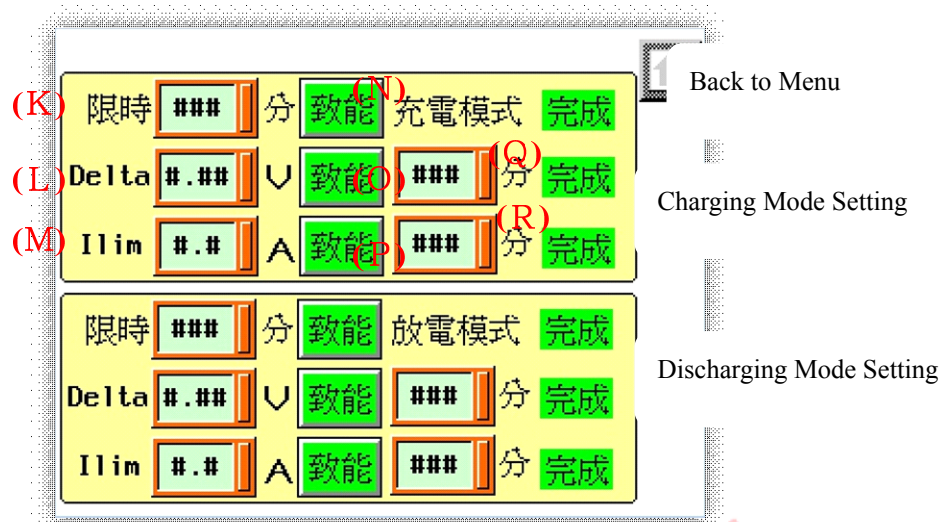 Back to Menu
(K) 限時 ### 分 致能 (N) 充電模式 完成
(L) Delta #.## V 致能 (O) ### (Q) 分 完成
Charging Mode Setting
(M) Ilim #.# A 致能 (P) ### (R) 分 完成
限時 ### 分 致能 放電模式 完成
Discharging Mode Setting
Delta #.## V 致能 ### 分 完成
Ilim #.# A 致能 ### 分 完成